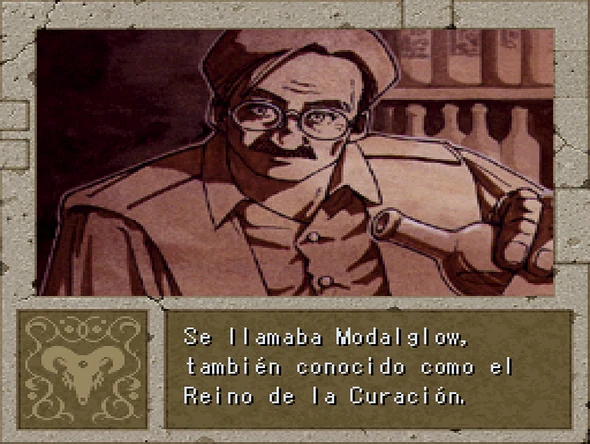 Se llamaba Modalglow,
también conocido como el
Reino de la Curación.